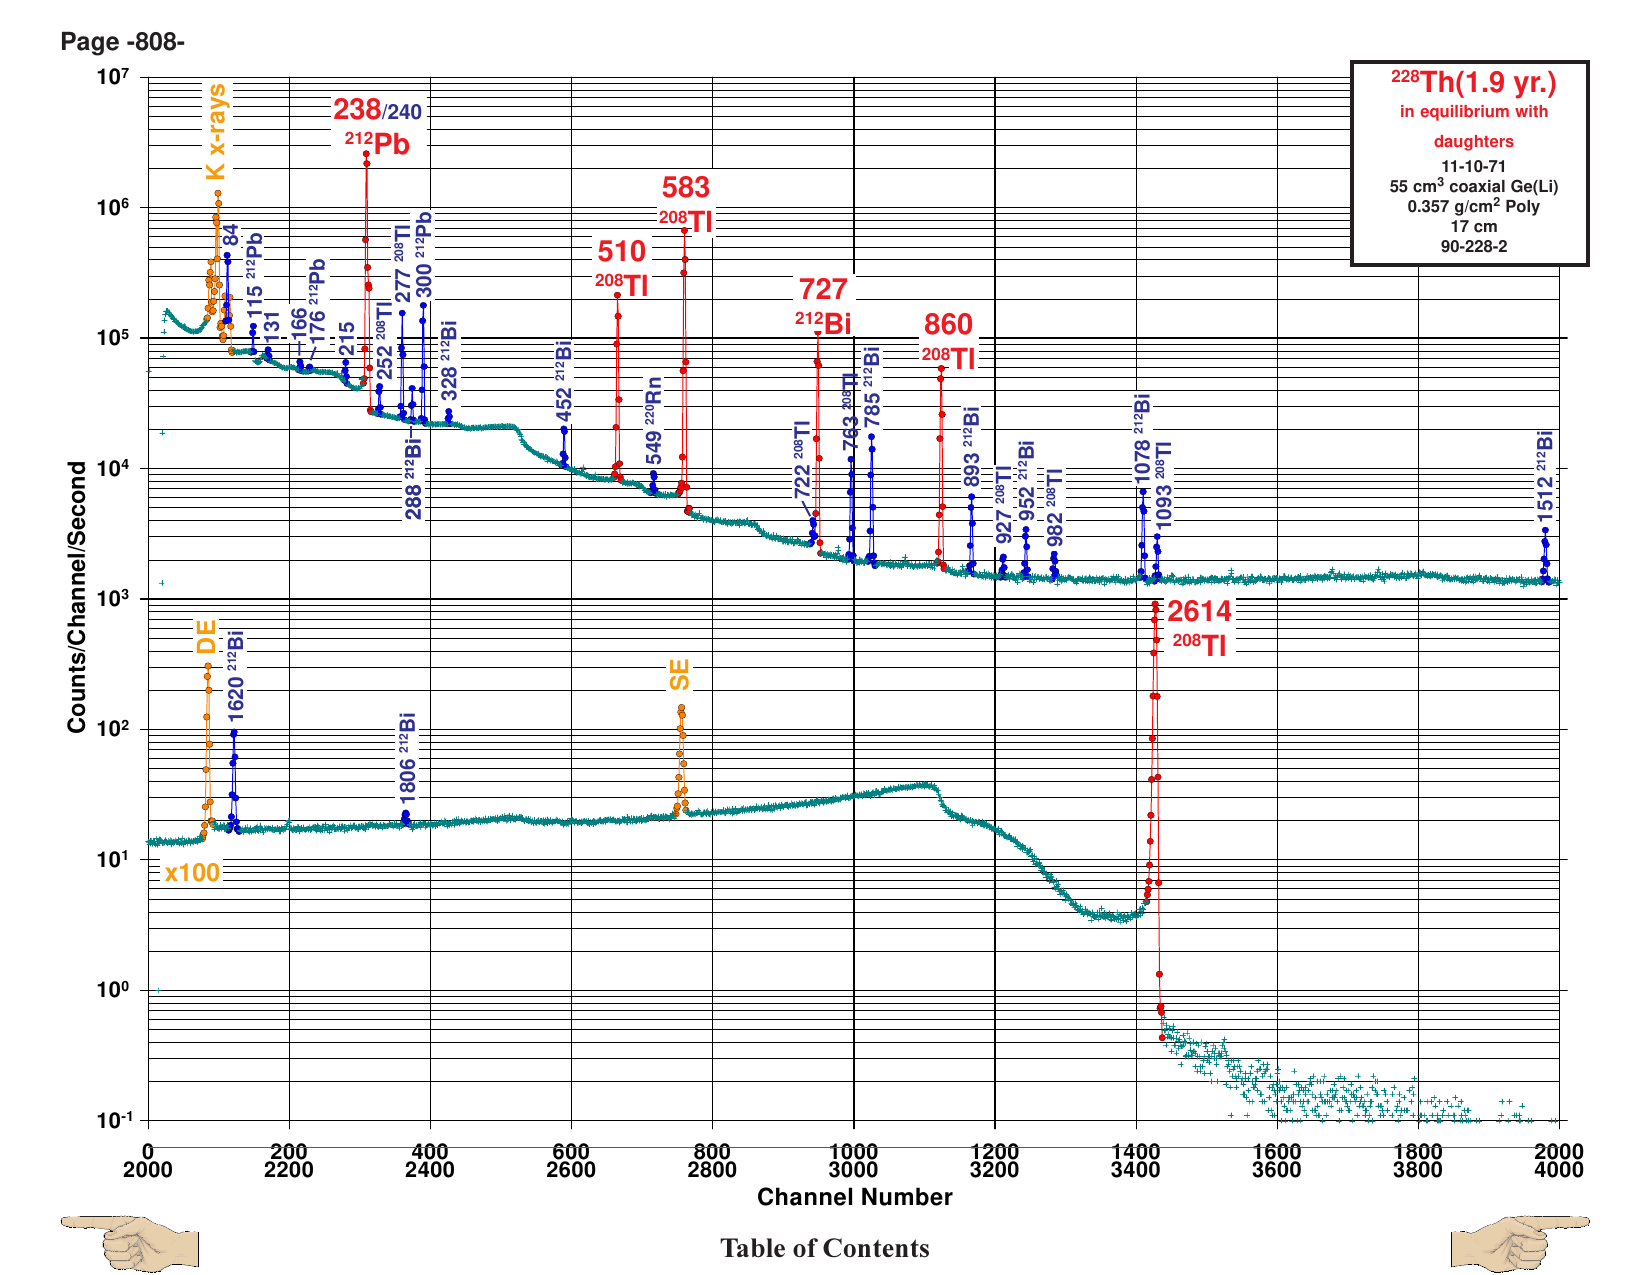 Page -808-
10⁷
10⁶
10⁵
10⁴
10³
10²
10¹
10⁰
10⁻¹
Counts/Channel/Second
²²⁸Th(1.9 yr.)
in equilibrium with
daughters
11-10-71
55 cm³ coaxial Ge(Li)
0.357 g/cm² Poly
17 cm
90-228-2
K x-rays
84
115 ²¹²Pb
131
166
176 ²¹²Pb
215
238/240
²¹²Pb
252 ²⁰⁸Tl
277 ²⁰⁸Tl
288 ²¹²Bi
300 ²¹²Pb
328 ²¹²Bi
452 ²¹²Bi
510
²⁰⁸Tl
549 ²²⁰Rn
583
²⁰⁸Tl
722 ²⁰⁸Tl
727
²¹²Bi
763 ²⁰⁸Tl
785 ²¹²Bi
860
²⁰⁸Tl
893 ²¹²Bi
927 ²⁰⁸Tl
952 ²¹²Bi
982 ²⁰⁸Tl
1078 ²¹²Bi
1093 ²⁰⁸Tl
1512 ²¹²Bi
DE
1620 ²¹²Bi
1806 ²¹²Bi
SE
2614
²⁰⁸Tl
x100
0 200 400 600 800 1000 1200 1400 1600 1800 2000
2000 2200 2400 2600 2800 3000 3200 3400 3600 3800 4000
Channel Number
Table of Contents